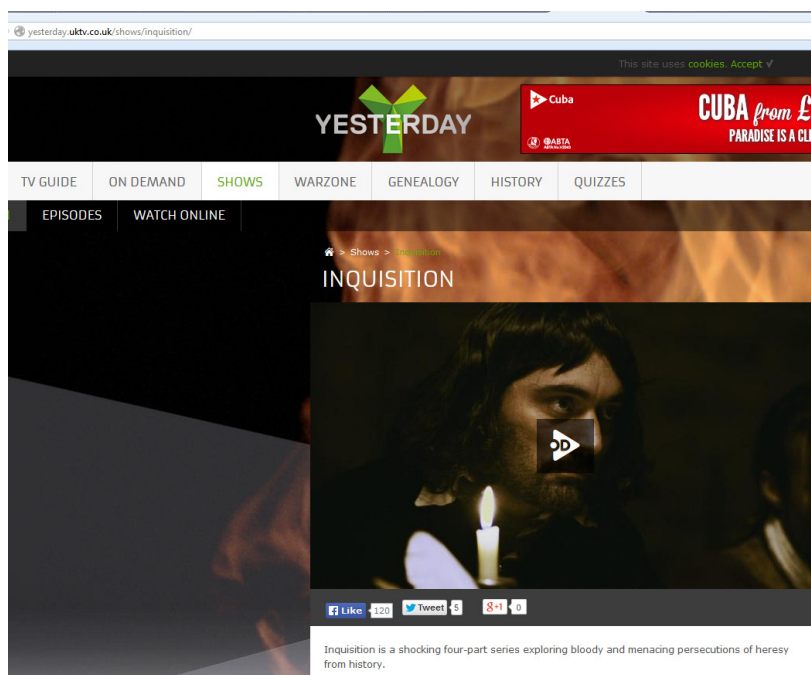 yesterday.uktv.co.uk/shows/inquisition/
This site uses cookies. Accept √
YESTERDAY
Cuba
CUBA from £
PARADISE IS A CLI
ABTA
TV GUIDE ON DEMAND SHOWS WARZONE GENEALOGY HISTORY QUIZZES
EPISODES WATCH ONLINE
> Shows > Inquisition
INQUISITION
OD
Like 120 Tweet 5 g+1 0
Inquisition is a shocking four-part series exploring bloody and menacing persecutions of heresy
from history.